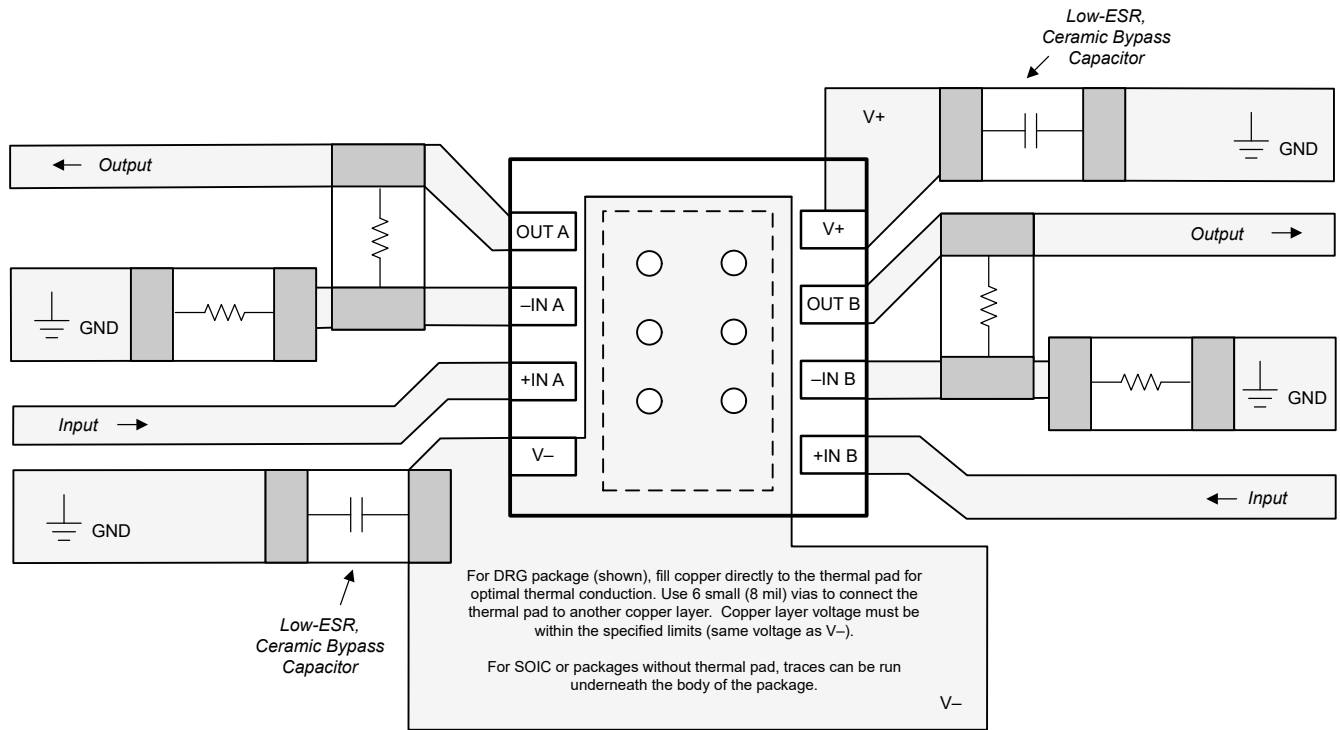 Low-ESR,
Ceramic Bypass
Capacitor
V+
GND
Output
OUT A
V+
Output
GND
–IN A
OUT B
+IN A
–IN B
GND
Input
V–
+IN B
Input
GND
For DRG package (shown), fill copper directly to the thermal pad for
optimal thermal conduction. Use 6 small (8 mil) vias to connect the
thermal pad to another copper layer. Copper layer voltage must be
within the specified limits (same voltage as V–).
For SOIC or packages without thermal pad, traces can be run
underneath the body of the package.
V–
Low-ESR,
Ceramic Bypass
Capacitor